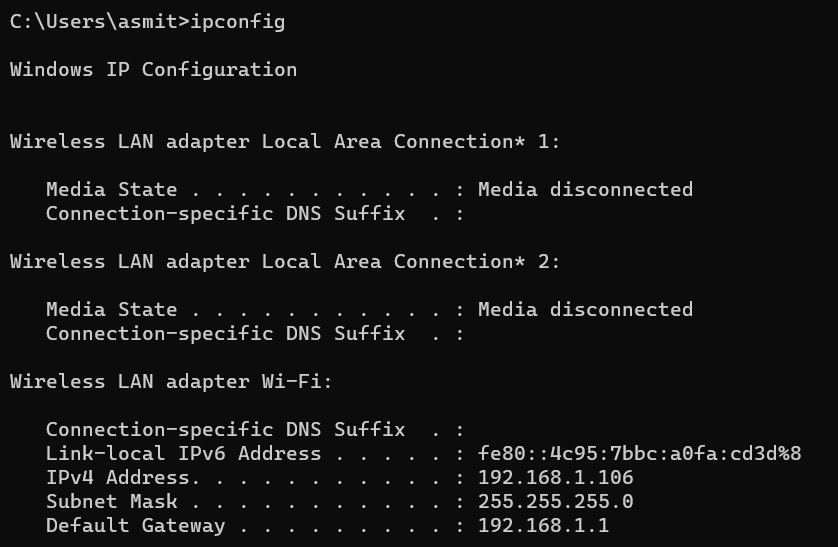 C:\Users\asmit>ipconfig
Windows IP Configuration
Wireless LAN adapter Local Area Connection* 1:
   Media State . . . . . . . . . . . : Media disconnected
   Connection-specific DNS Suffix  . :
Wireless LAN adapter Local Area Connection* 2:
   Media State . . . . . . . . . . . : Media disconnected
   Connection-specific DNS Suffix  . :
Wireless LAN adapter Wi-Fi:
   Connection-specific DNS Suffix  . :
   Link-local IPv6 Address . . . . . : fe80::4c95:7bbc:a0fa:cd3d%8
   IPv4 Address. . . . . . . . . . . : 192.168.1.106
   Subnet Mask . . . . . . . . . . . : 255.255.255.0
   Default Gateway . . . . . . . . . : 192.168.1.1